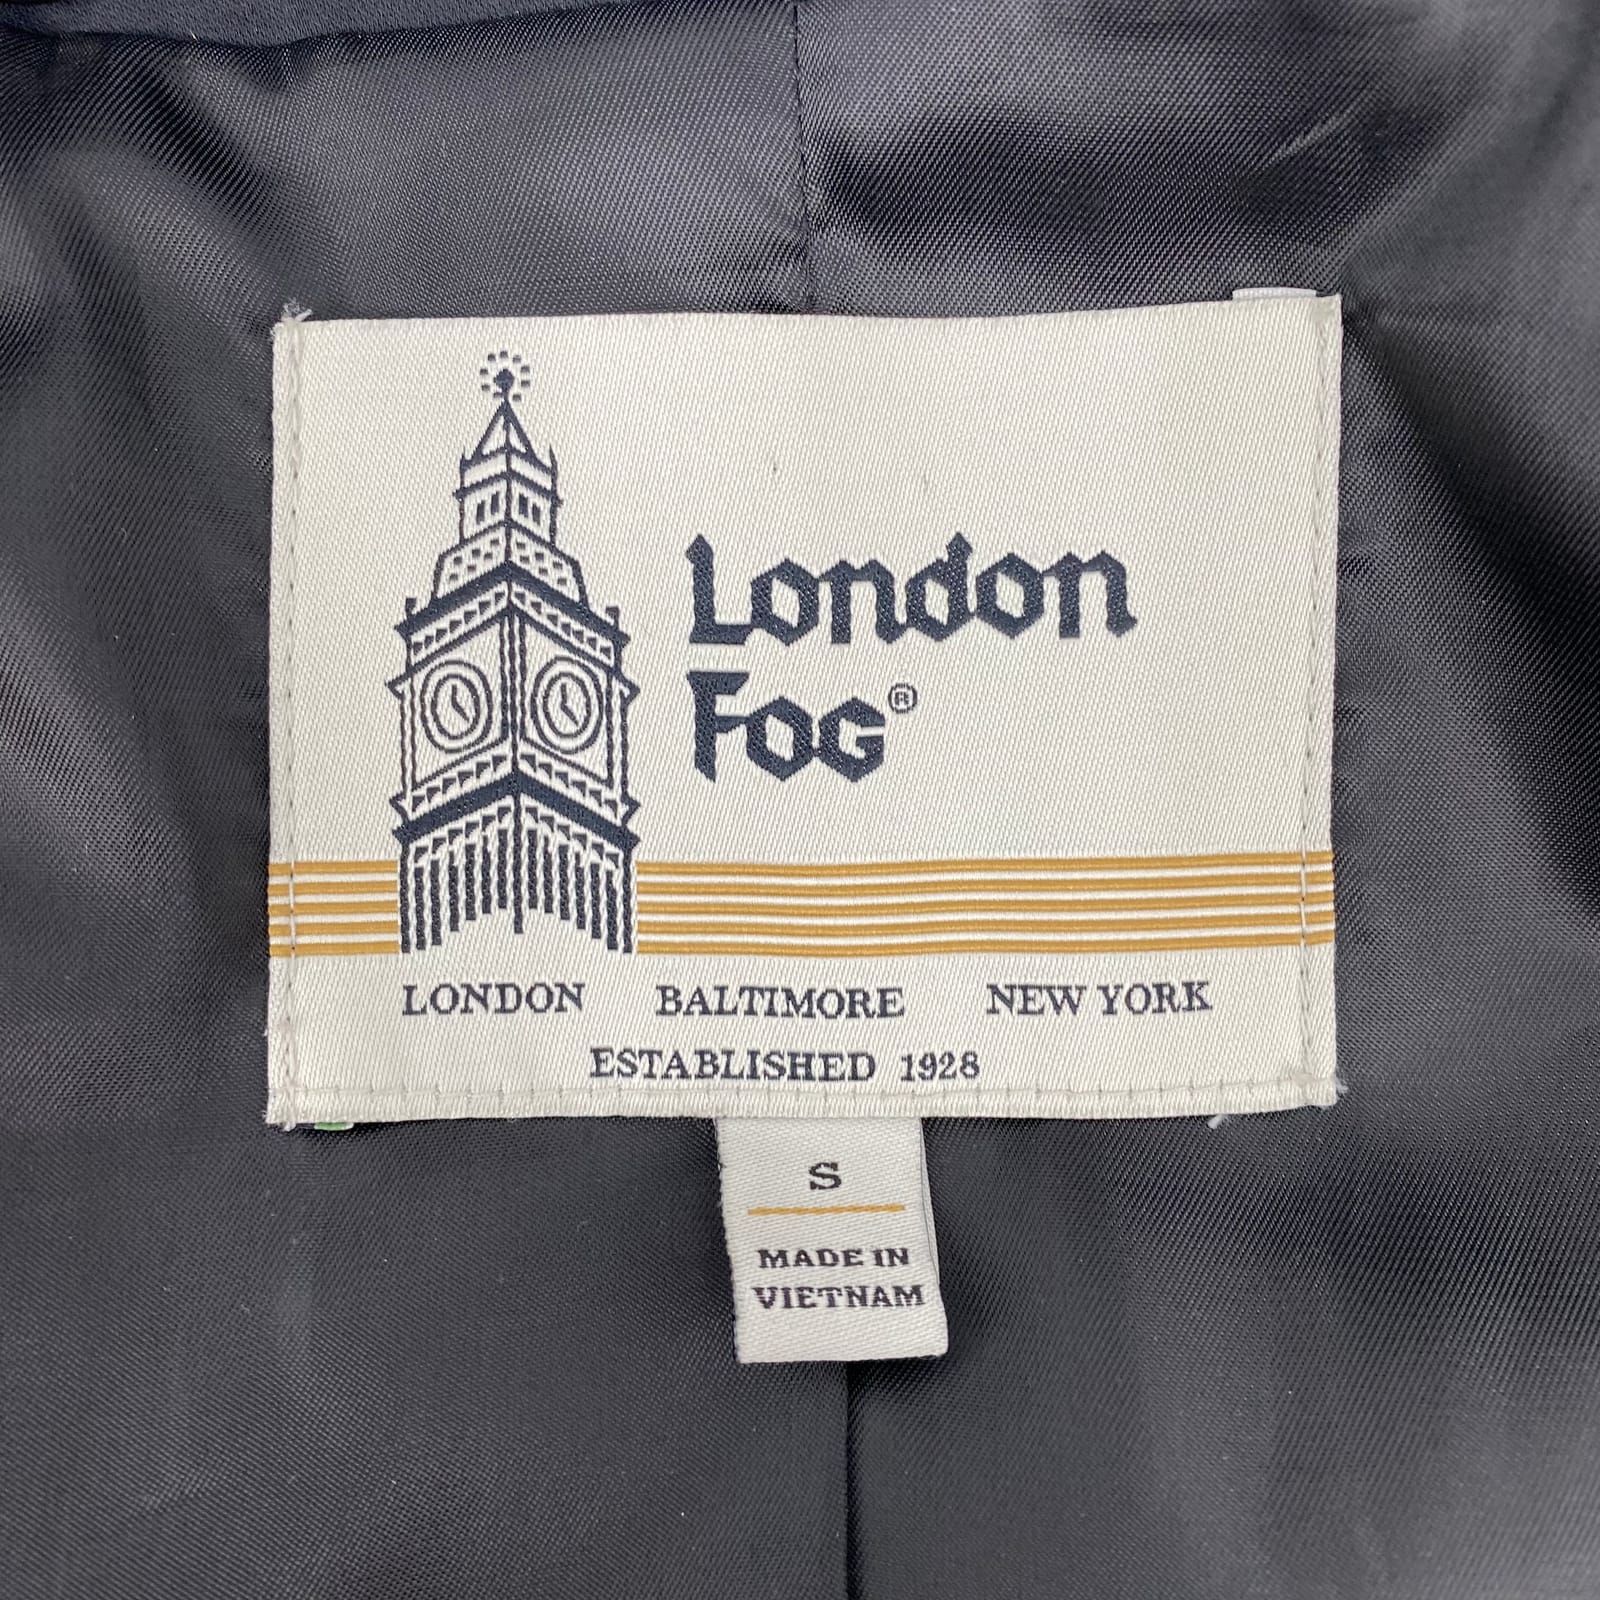 London
Fog®
LONDON BALTIMORE NEW YORK
ESTABLISHED 1928
S
MADE IN
VIETNAM